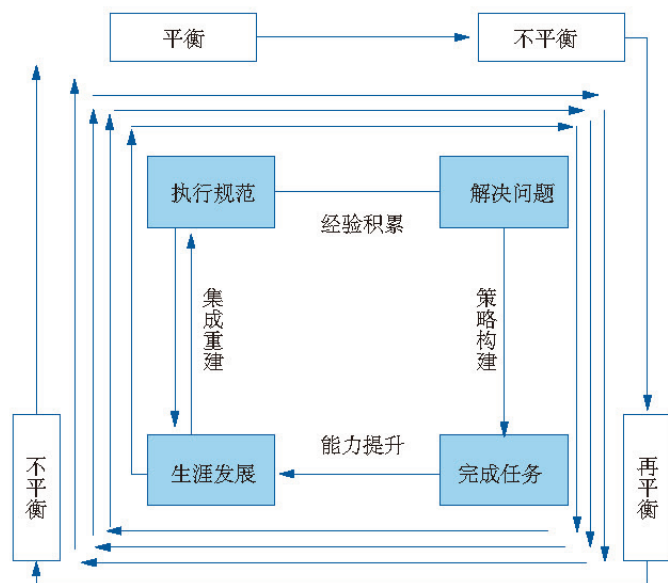 平衡
不平衡
执行规范
解决问题
经验积累
集成重建
策略构建
不平衡
生涯发展
能力提升
完成任务
再平衡